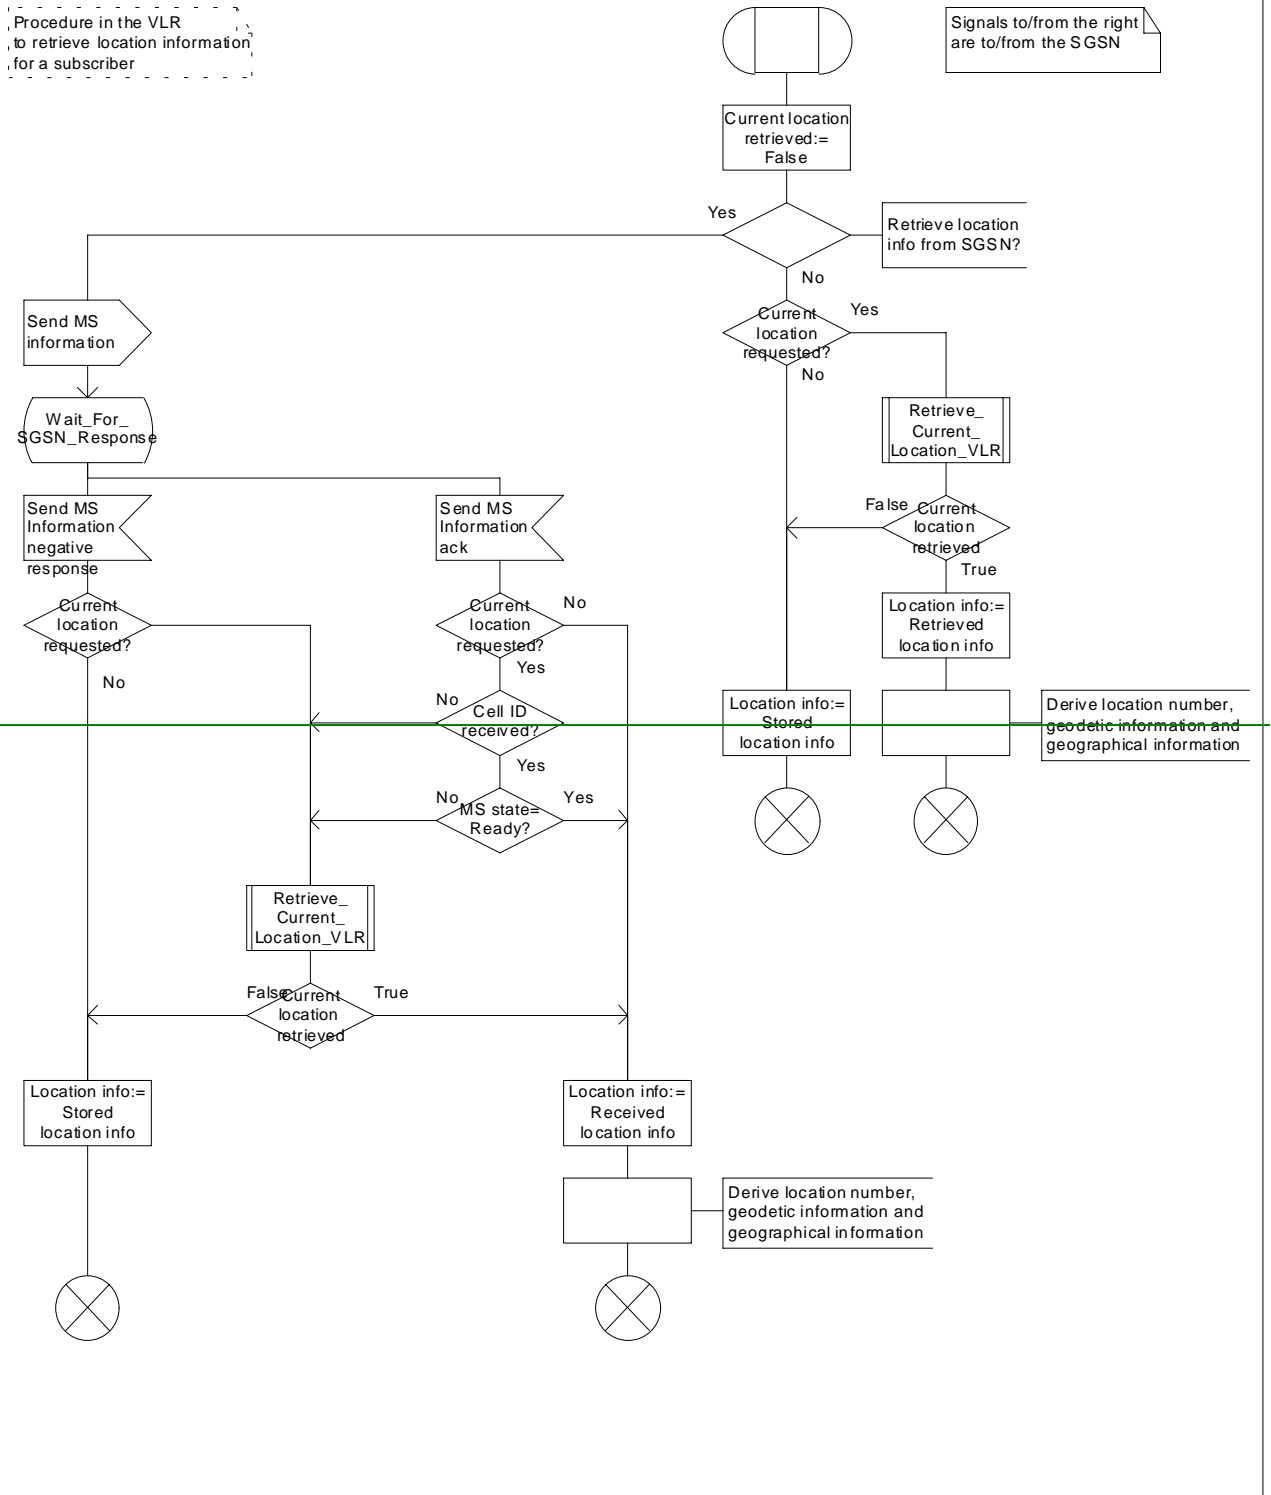 Procedure in the VLR
to retrieve location information
for a subscriber
Signals to/from the right
are to/from the SGSN
Current location
retrieved:=
False
Yes
Retrieve location
info from SGSN?
No
Send MS
information
Current
location
requested?
Yes
No
Wait_For_
SGSN_Response
Retrieve_
Current_
Location_VLR
Send MS
Information
negative
response
Send MS
Information
ack
False
Current
location
retrieved
True
Current
location
requested?
No
Current
location
requested?
No
Yes
Location info:=
Retrieved
location info
No
Cell ID
received?
Yes
Location info:=
Stored
location info
Derive location number,
geodetic information and
geographical information
No
MS state=
Ready?
Yes
Retrieve_
Current_
Location_VLR
False
Current
location
retrieved
True
Location info:=
Stored
location info
Location info:=
Received
location info
Derive location number,
geodetic information and
geographical information